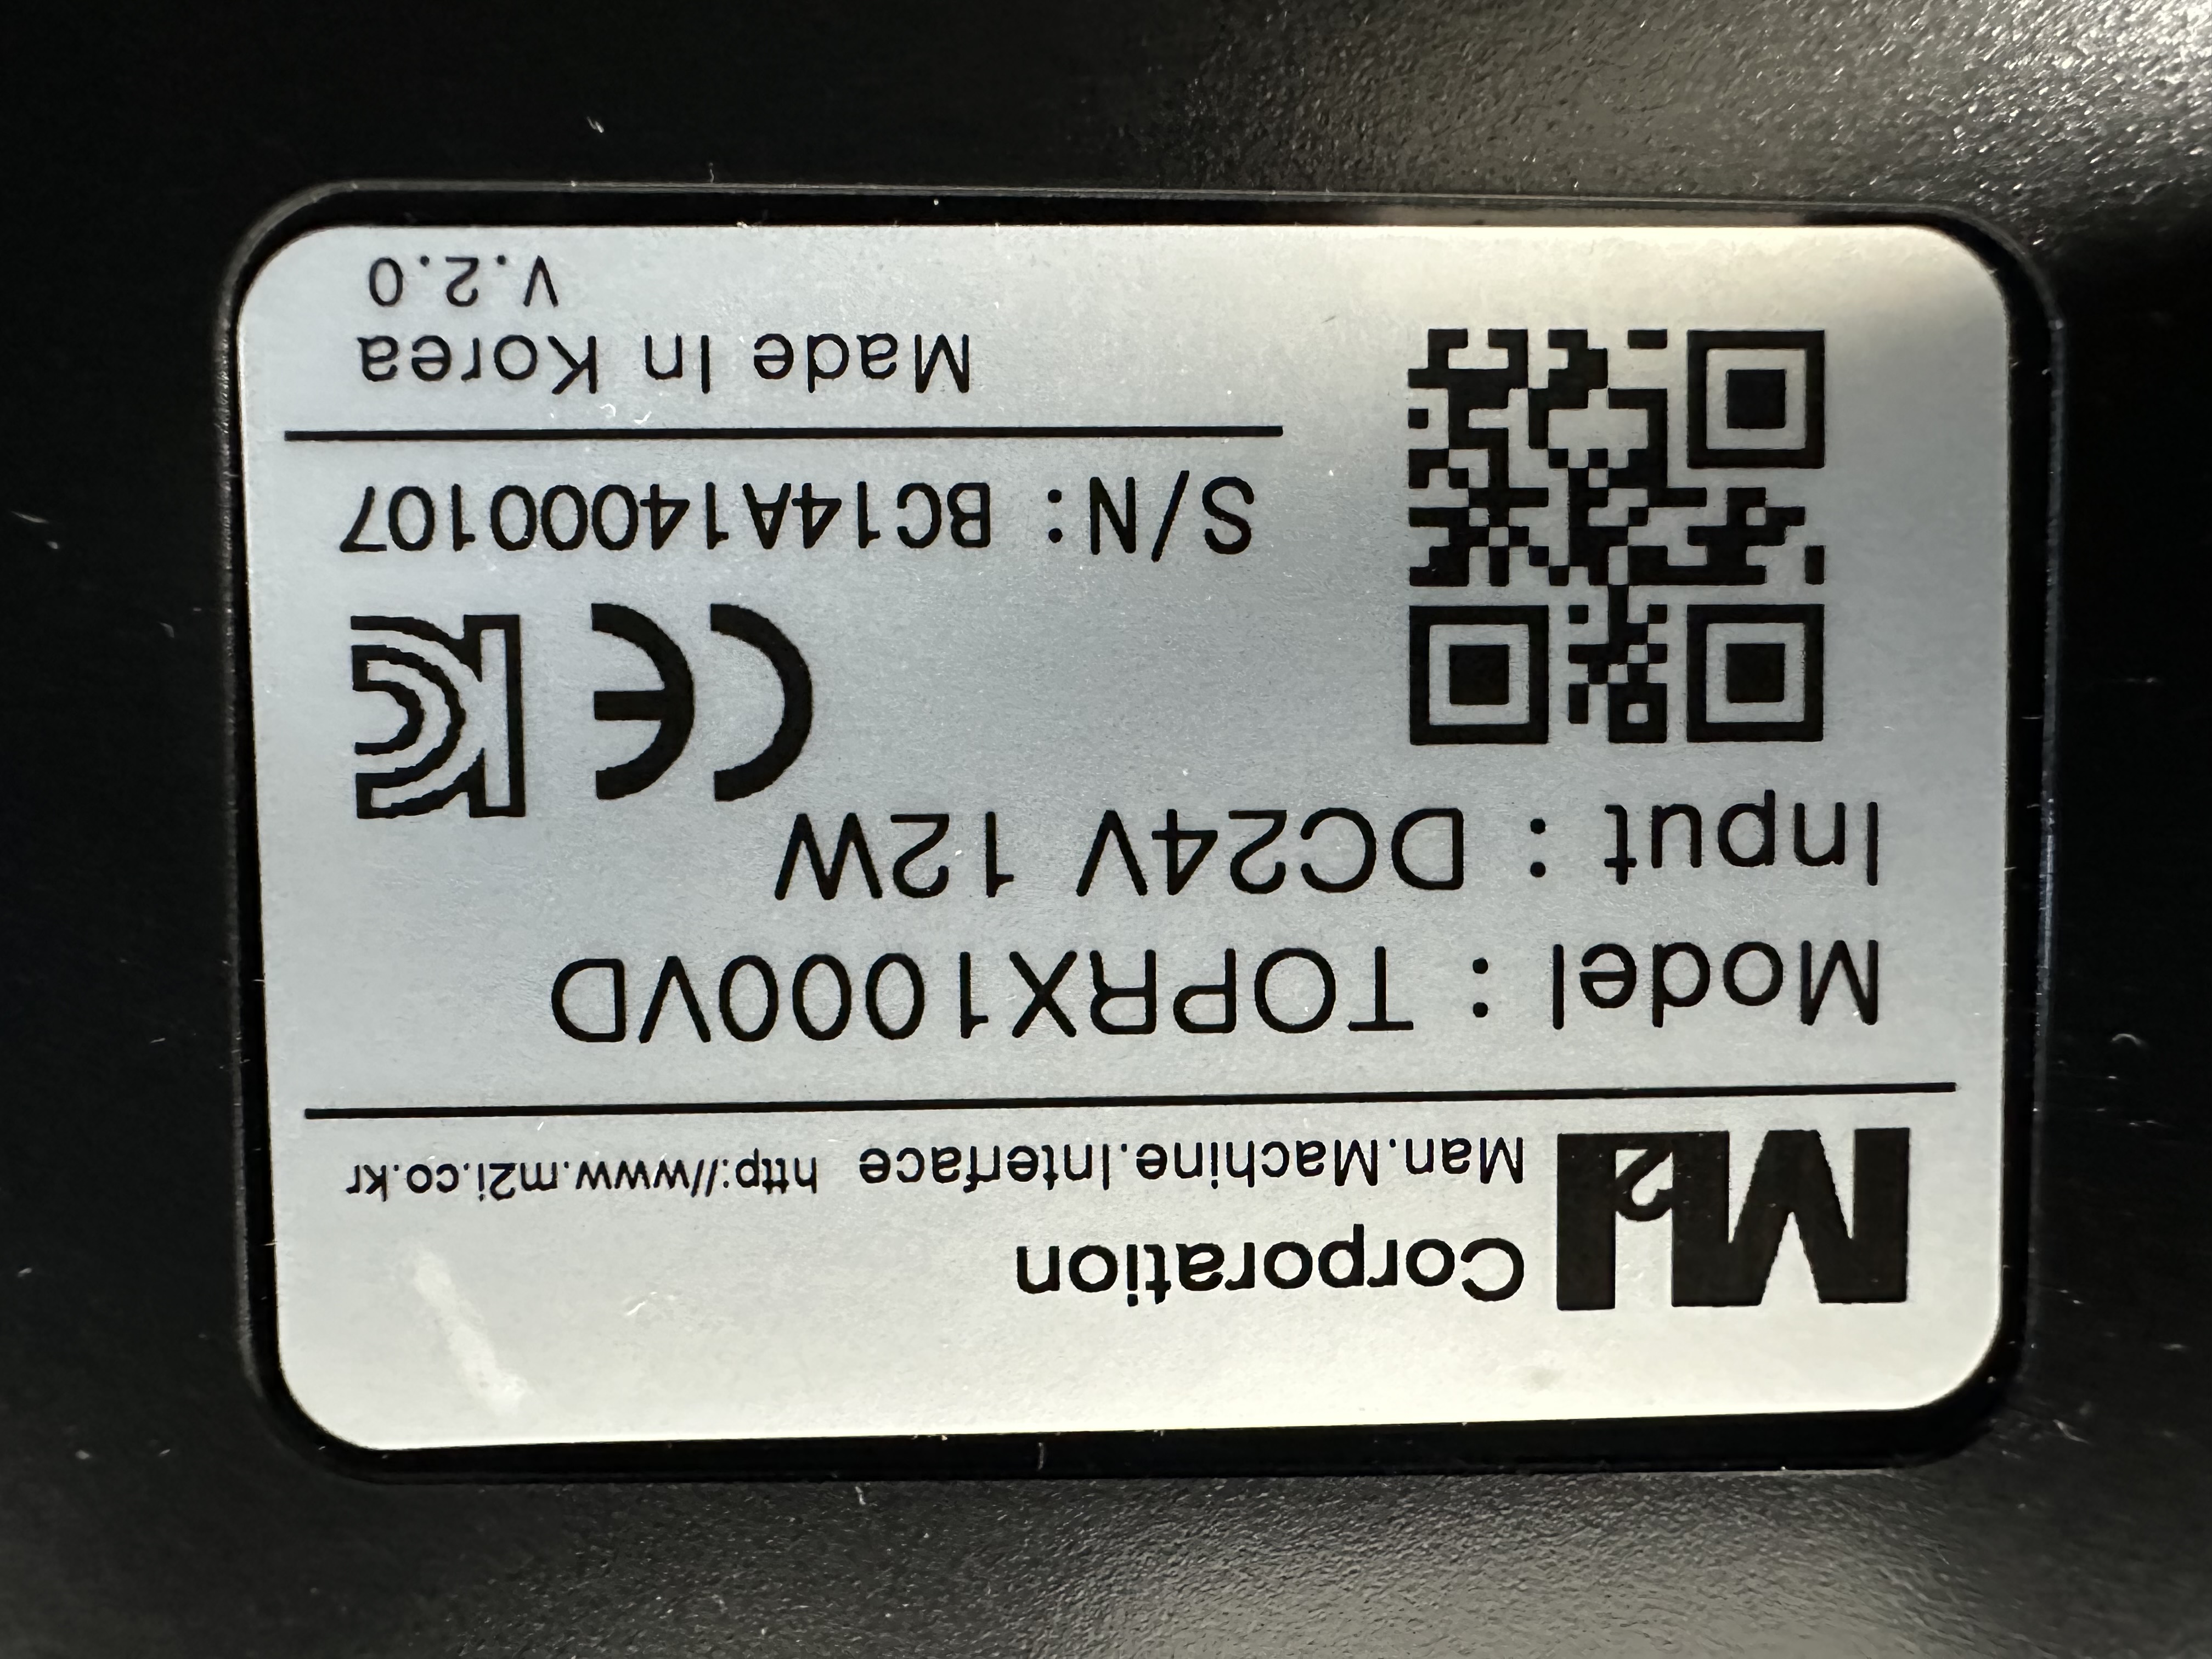 M2I Corporation
Man.Machine.Interface http://www.m2i.co.kr
Model : TOPRX1000VD
Input : DC24V 12W
CE
S/N: BC14A14000107
Made In Korea
V.2.0